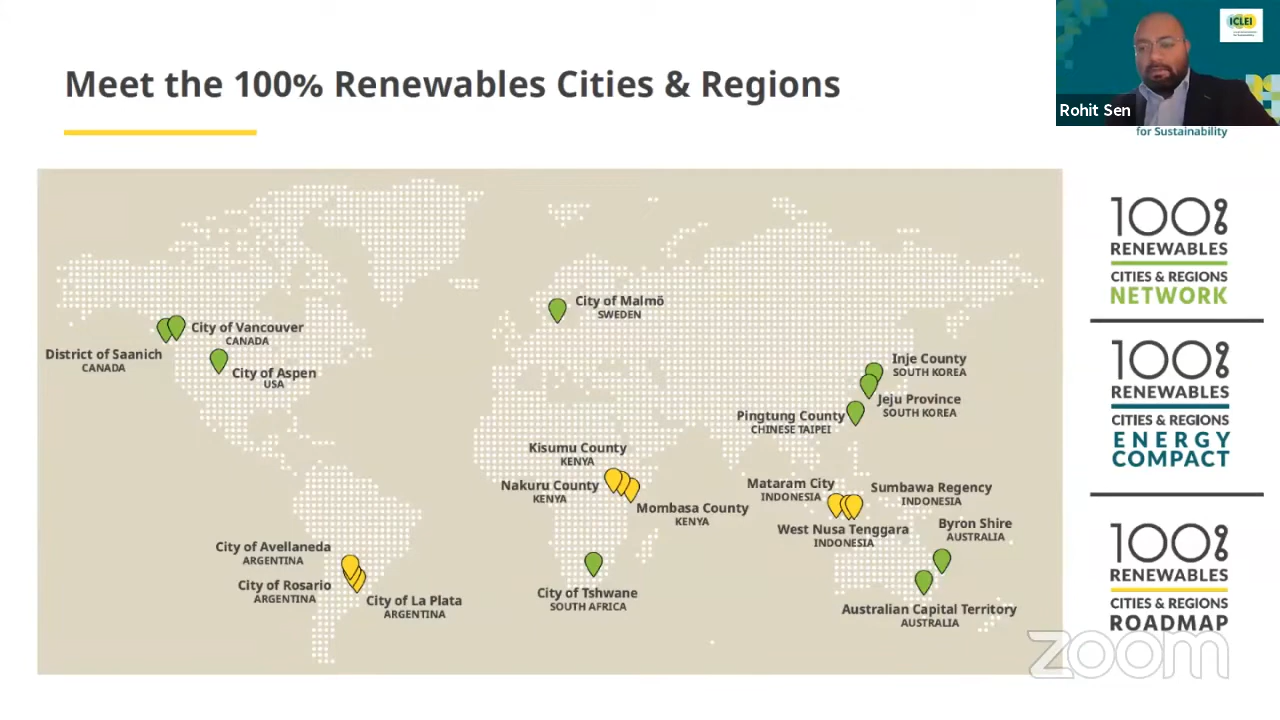 Meet the 100% Renewables Cities & Regions
ICLEI
Rohit Sen
for Sustainability
City of Malmö
SWEDEN
City of Vancouver
CANADA
District of Saanich
CANADA
City of Aspen
USA
Inje County
SOUTH KOREA
Jeju Province
SOUTH KOREA
Pingtung County
CHINESE TAIPEI
Kisumu County
KENYA
Nakuru County
KENYA
Mombasa County
KENYA
Mataram City
INDONESIA
Sumbawa Regency
INDONESIA
West Nusa Tenggara
INDONESIA
Byron Shire
AUSTRALIA
City of Avellaneda
ARGENTINA
City of Rosario
ARGENTINA
City of La Plata
ARGENTINA
City of Tshwane
SOUTH AFRICA
Australian Capital Territory
AUSTRALIA
100%
RENEWABLES
CITIES & REGIONS
NETWORK
100%
RENEWABLES
CITIES & REGIONS
ENERGY
COMPACT
100%
RENEWABLES
CITIES & REGIONS
ROADMAP
zoom